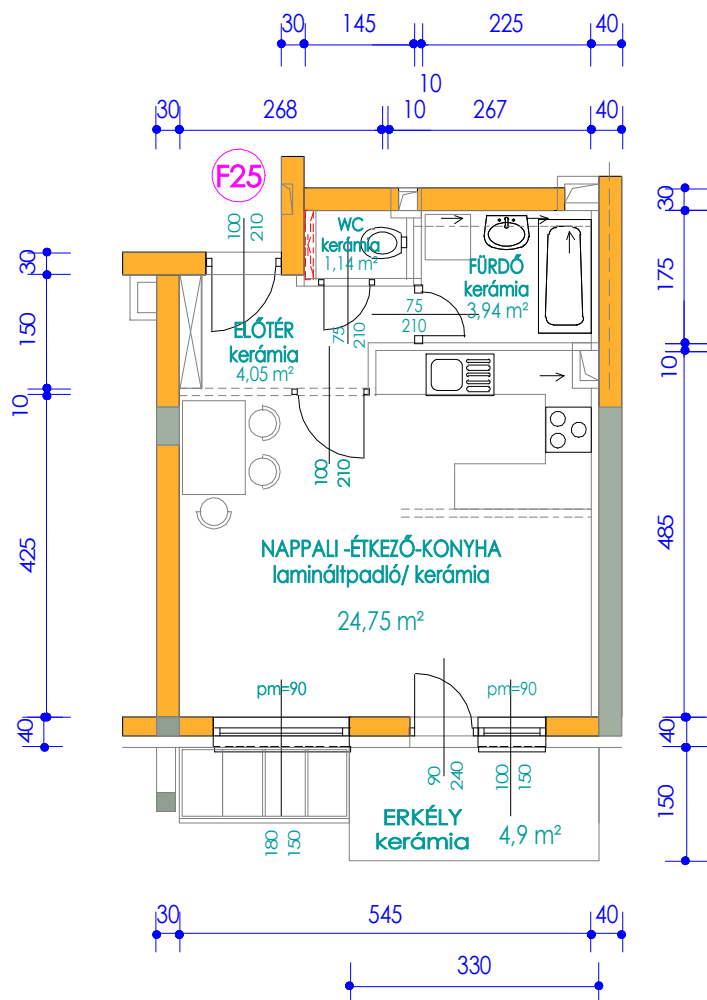 30 145 225 40
10
30 268 10 267 40
F25
100
210
WC
kerámia
1,14 m²
FÜRDŐ
kerámia
3,94 m²
75
210
ELŐTÉR
kerámia
4,05 m²
75
210
100
210
30
150
10
425
40
30
175
10
485
40
150
NAPPALI -ÉTKEZŐ-KONYHA
lamináltpadló/ kerámia
24,75 m²
pm=90
pm=90
90
240
100
150
180
150
ERKÉLY
kerámia
4,9 m²
30 545 40
330